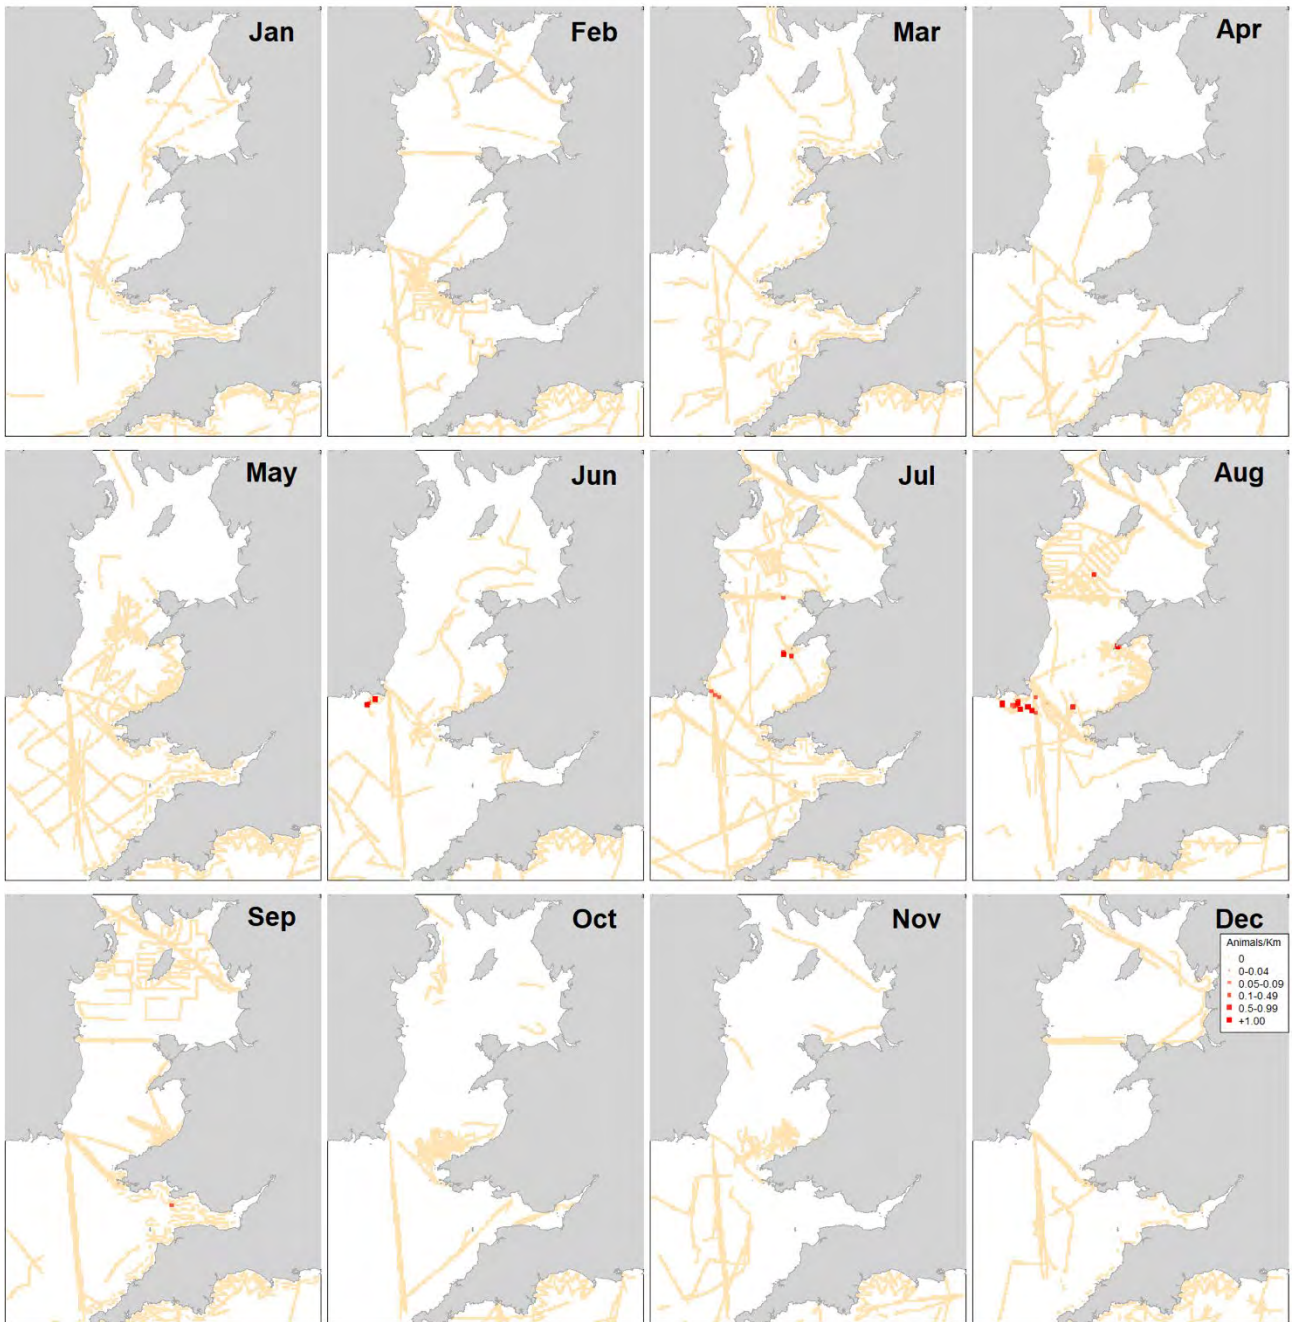 Jan
Feb
Mar
Apr
May
Jun
Jul
Aug
Sep
Oct
Nov
Dec
Animals/Km
0
0-0.04
0.05-0.09
0.1-0.49
0.5-0.99
+1.00